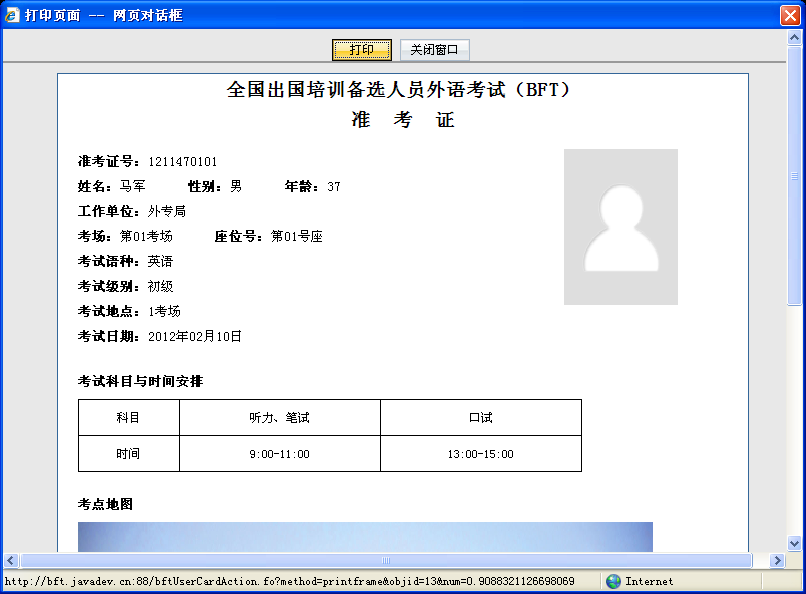 打印页面 -- 网页对话框
打印 关闭窗口
全国出国培训备选人员外语考试（BFT）
准 考 证
准考证号：1211470101
姓名：马军 性别：男 年龄：37
工作单位：外专局
考场：第01考场 座位号：第01号座
考试语种：英语
考试级别：初级
考试地点：1考场
考试日期：2012年02月10日
考试科目与时间安排
科目 听力、笔试 口试
时间 9:00-11:00 13:00-15:00
考点地图
http://bft.javadev.cn:88/bftUserCardAction.fo?method=printframe&objid=13&num=0.9088321126698069 Internet